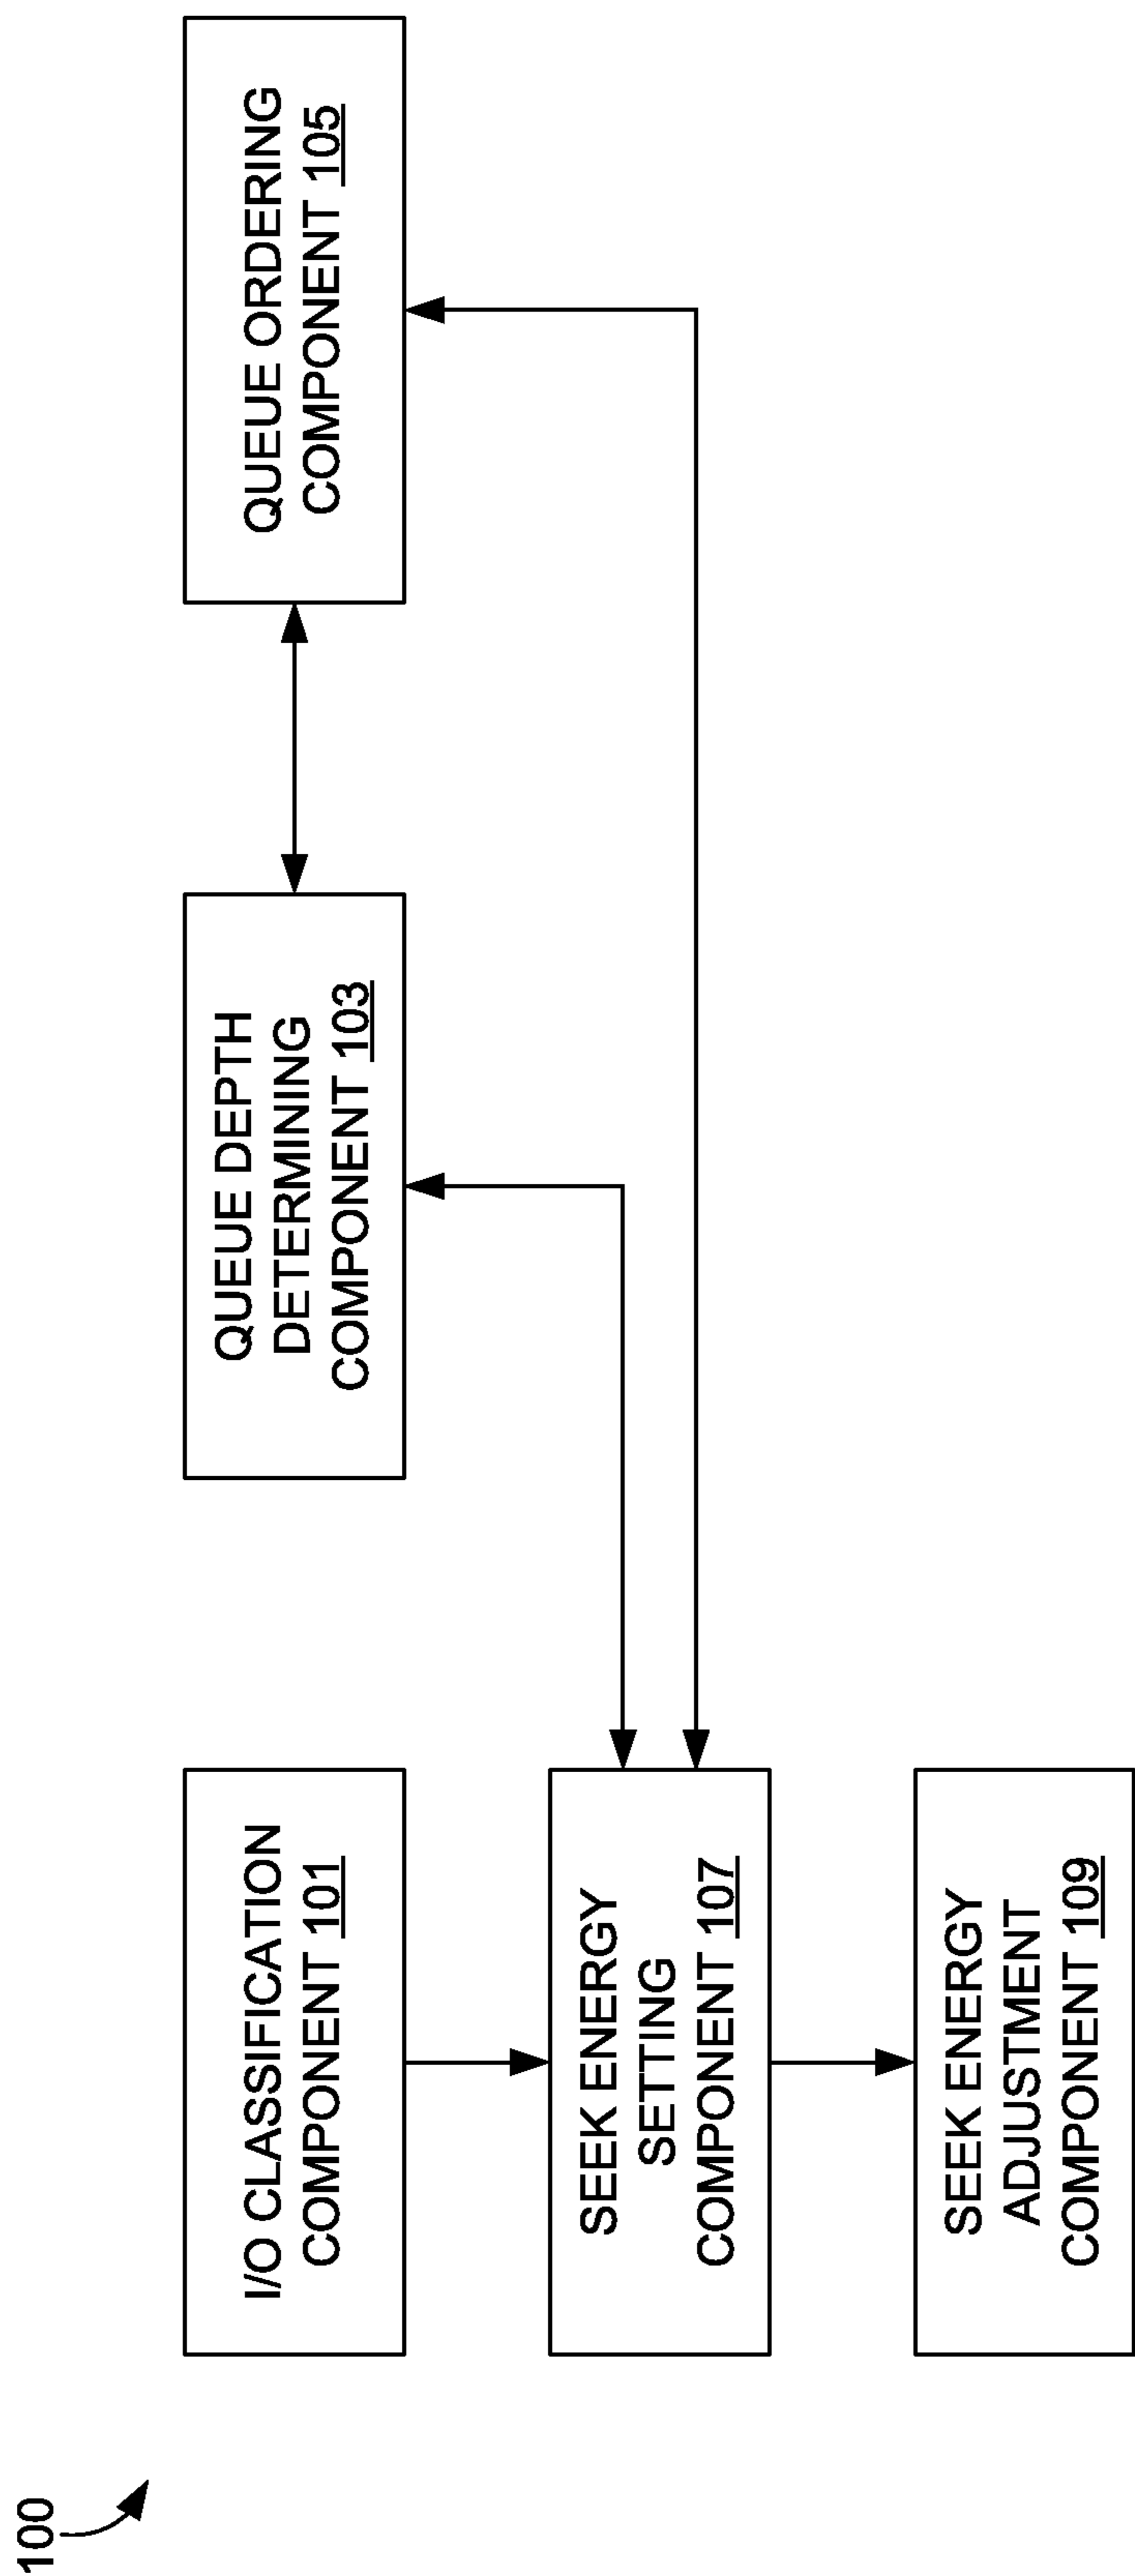 100
I/O CLASSIFICATION
COMPONENT 101
QUEUE DEPTH
DETERMINING
COMPONENT 103
QUEUE ORDERING
COMPONENT 105
SEEK ENERGY
SETTING
COMPONENT 107
SEEK ENERGY
ADJUSTMENT
COMPONENT 109